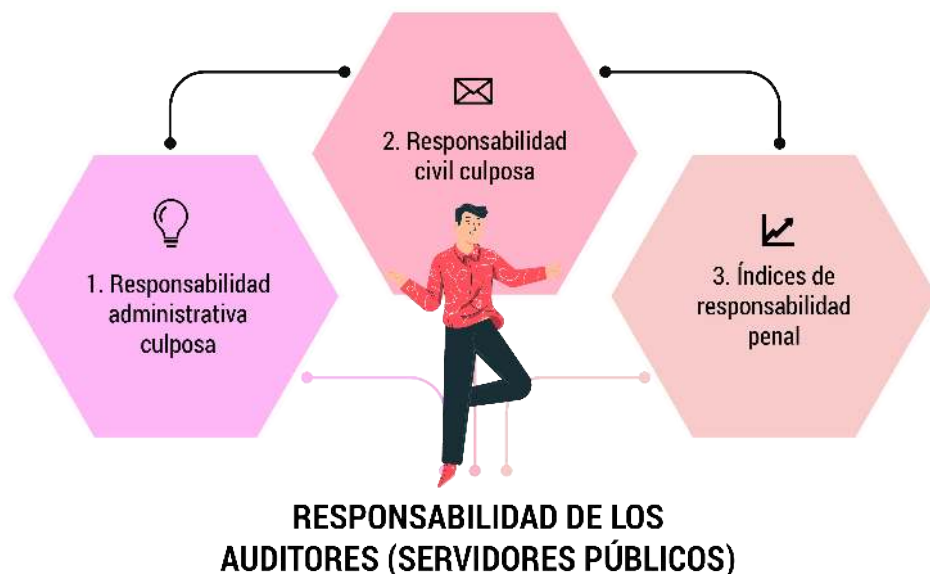 1. Responsabilidad
administrativa
culposa
2. Responsabilidad
civil culposa
3. Índices de
responsabilidad
penal
RESPONSABILIDAD DE LOS
AUDITORES (SERVIDORES PÚBLICOS)